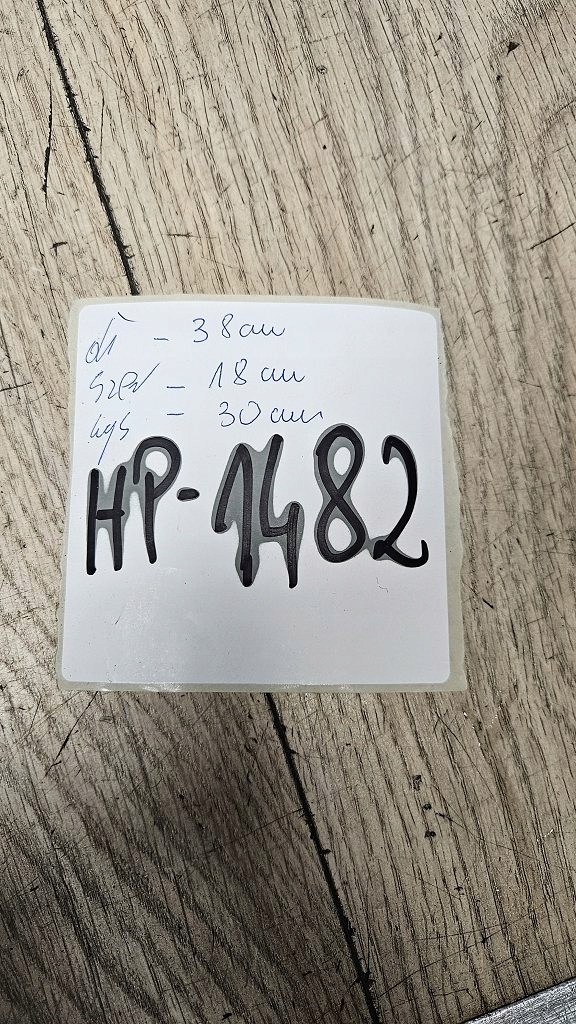 dł - 38 cm
szer - 18 cm
wys - 30 cm
HP-1482